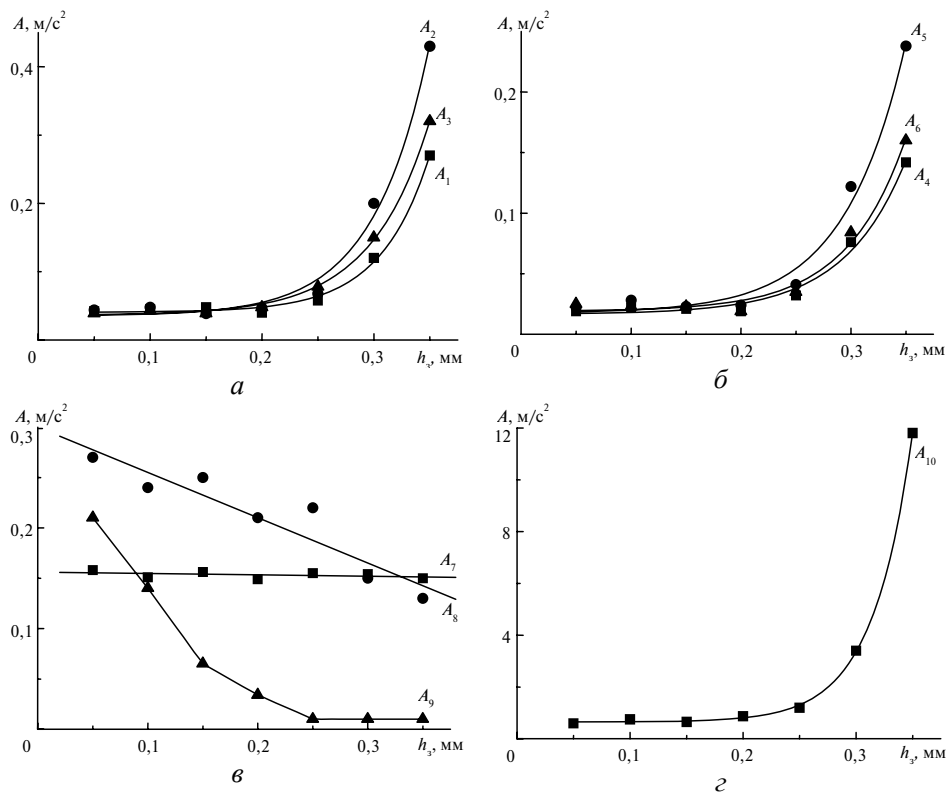 A, м/с²
A₂
0,4
A₃
A₁
0,2
0
0,1
0,2
0,3
hз, мм
а
A, м/с²
A₅
0,2
A₆
A₄
0,1
0
0,1
0,2
0,3
hз, мм
б
A, м/с²
0,3
0,2
A₇
0,1
A₈
A₉
0
0,1
0,2
0,3
hз, мм
в
A, м/с²
12
A₁₀
8
4
0
0,1
0,2
0,3
hз, мм
г